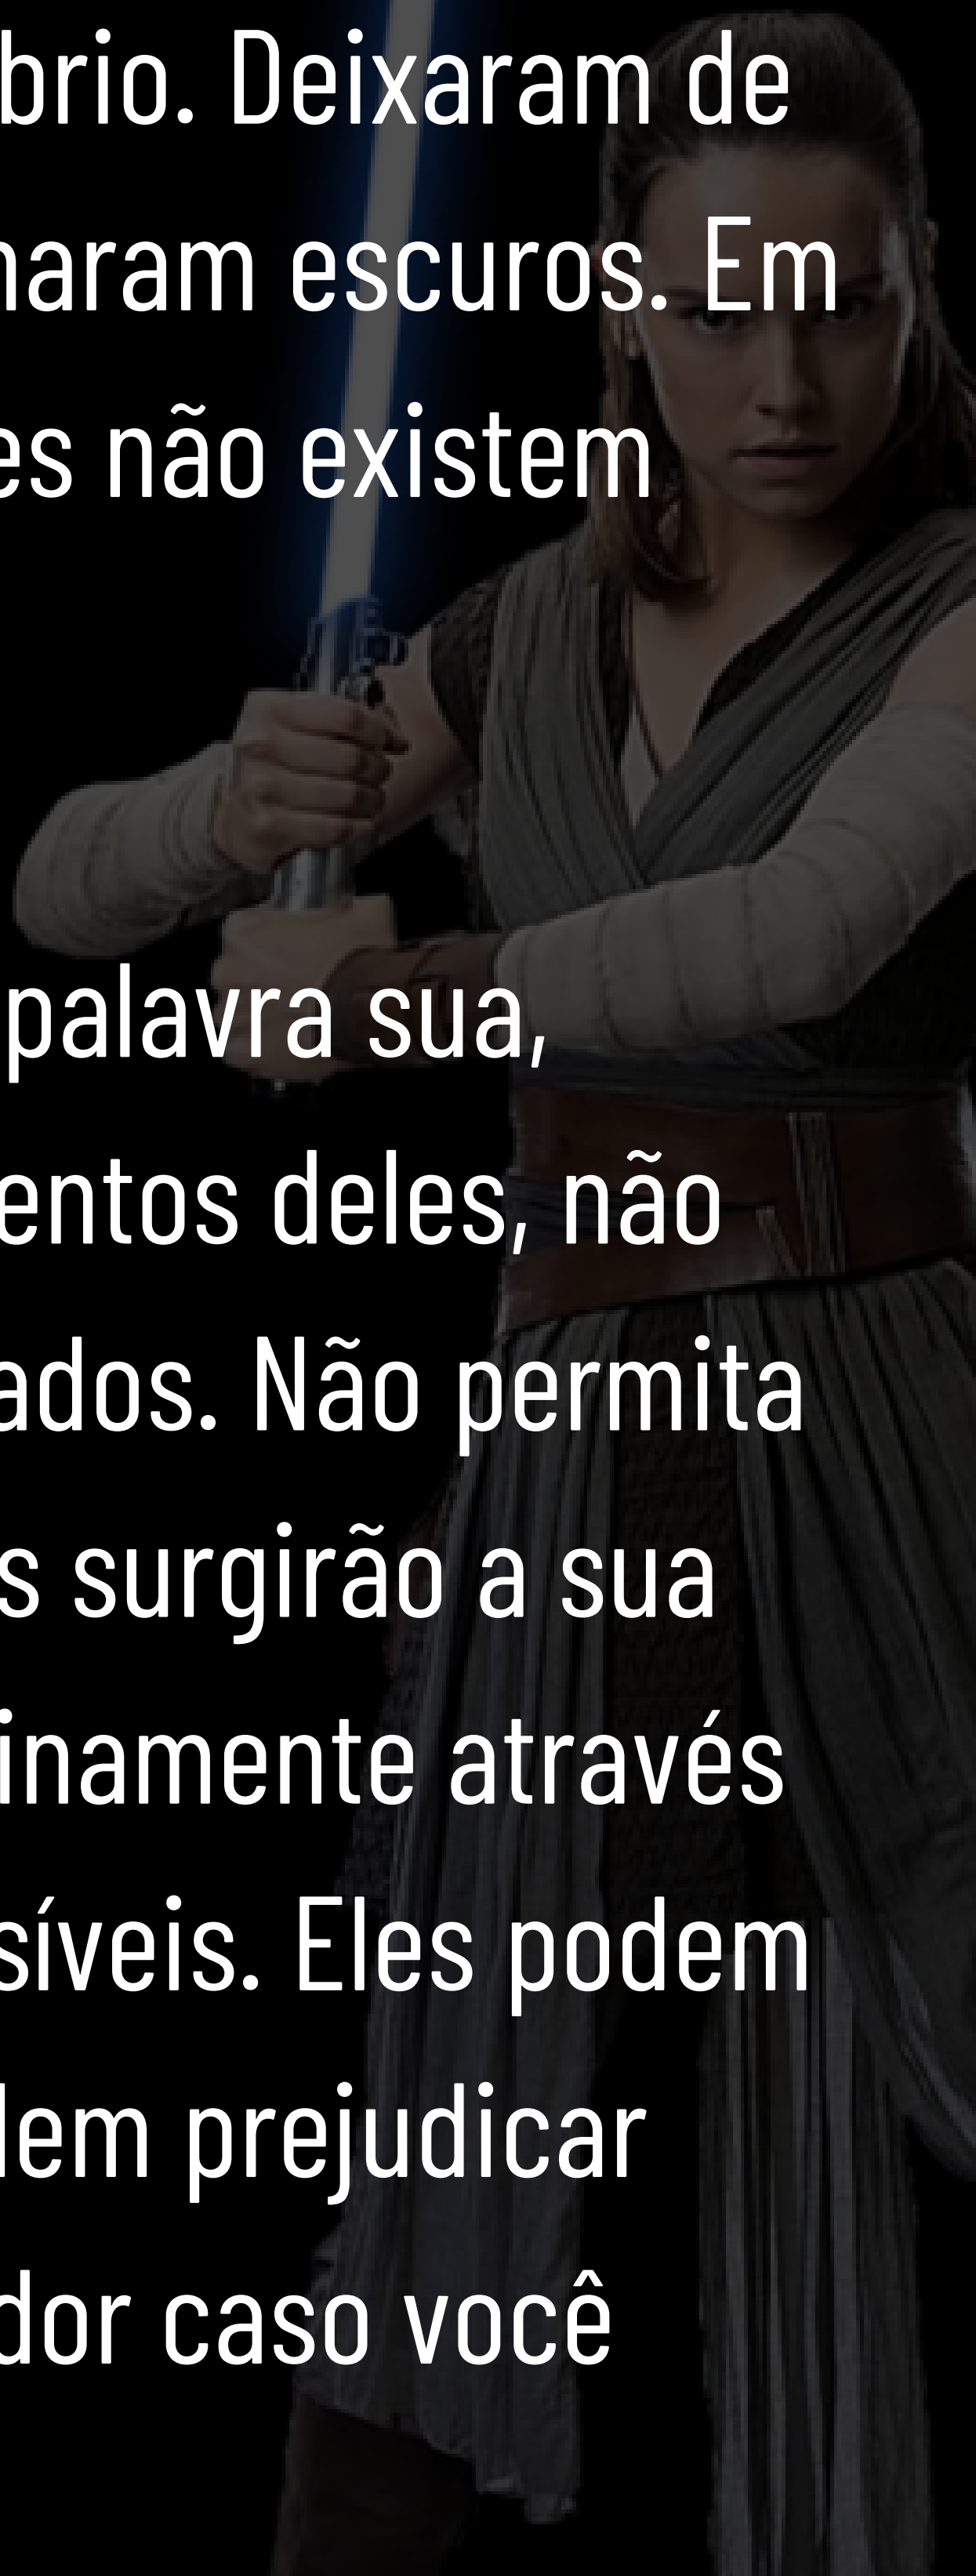 brio. Deixaram de
naram escuros. Em
es não existem
palavra sua,
entos deles, não
ados. Não permita
s surgirão a sua
inamente através
síveis. Eles podem
dem prejudicar
dor caso você